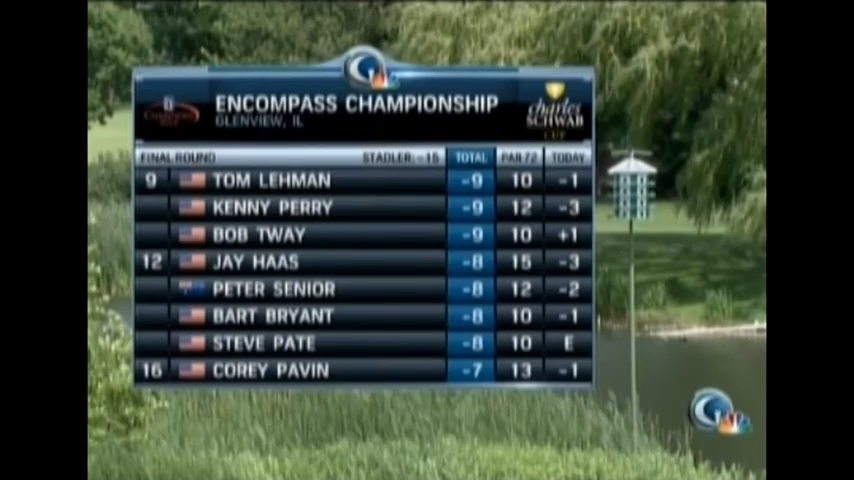 ENCOMPASS CHAMPIONSHIP
GLENVIEW, IL
CHAMPIONS
charles
SCHWAB
CUP
FINAL ROUND STADLER: -15 TOTAL PAR 72 TODAY
9 TOM LEHMAN -9 10 -1
KENNY PERRY -9 12 -3
BOB TWAY -9 10 +1
12 JAY HAAS -8 15 -3
PETER SENIOR -8 12 -2
BART BRYANT -8 10 -1
STEVE PATE -8 10 E
16 COREY PAVIN -7 13 -1